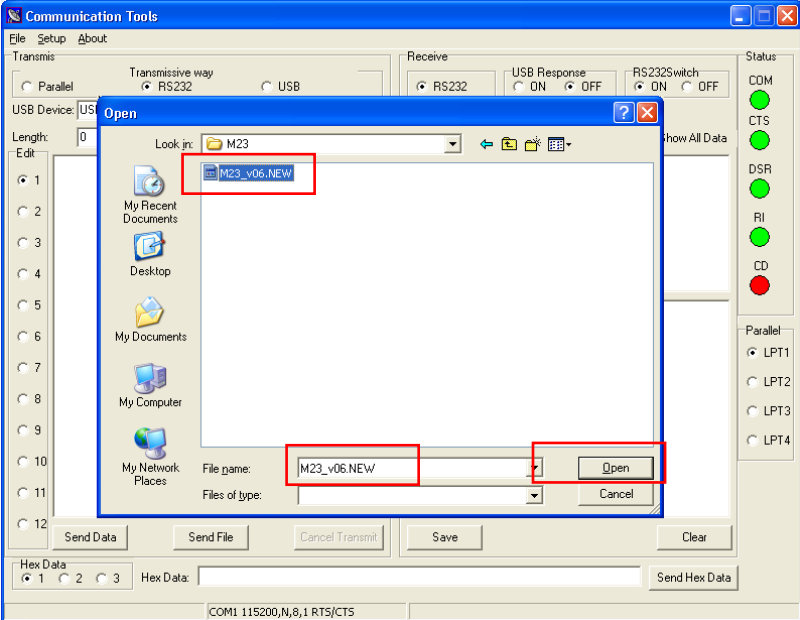 Communication Tools
File Setup About
Transmis
Transmissive way
Parallel RS232 USB
Receive
RS232
USB Response
ON OFF
RS232Switch
ON OFF
Status
COM
CTS
DSR
RI
CD
USB Device:
Length: 0
Show All Data
Edit
1
2
3
4
5
6
7
8
9
10
11
12
Open
Look in: M23
M23_v06.NEW
My Recent
Documents
Desktop
My Documents
My Computer
My Network
Places
File name: M23_v06.NEW Open
Files of type: Cancel
Parallel
LPT1
LPT2
LPT3
LPT4
Send Data Send File Cancel Transmit Save Clear
Hex Data
1 2 3 Hex Data: Send Hex Data
COM1 115200,N,8,1 RTS/CTS